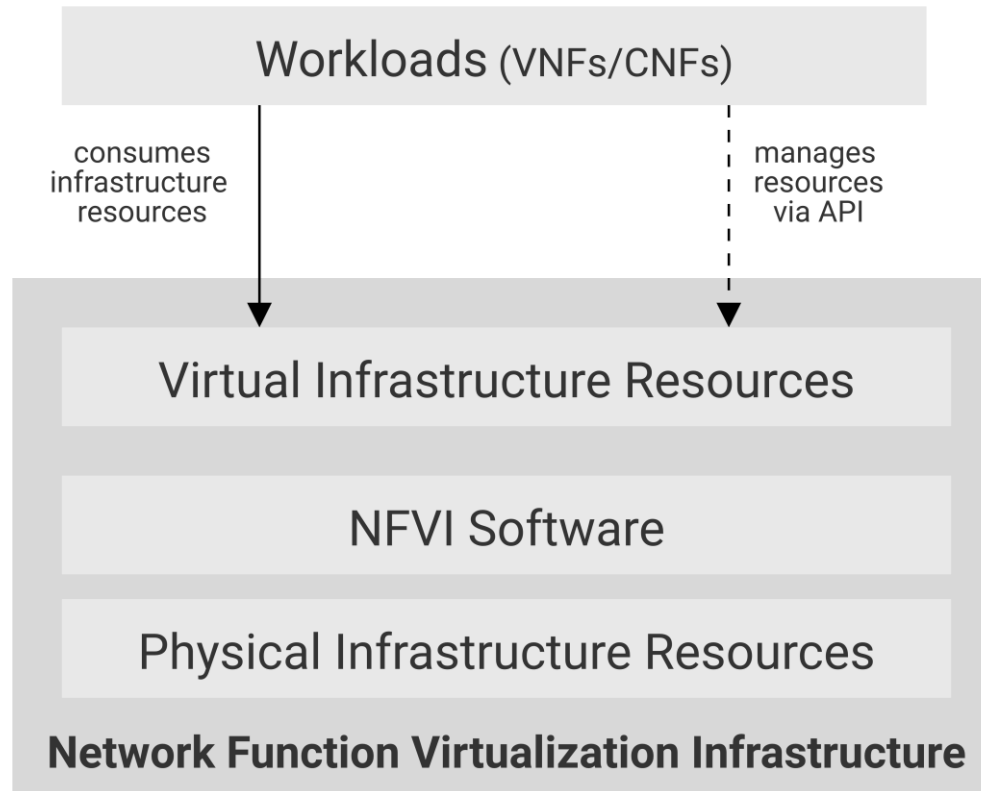 Workloads (VNFs/CNFs)
consumes
infrastructure
resources
manages
resources
via API
Virtual Infrastructure Resources
NFVI Software
Physical Infrastructure Resources
Network Function Virtualization Infrastructure